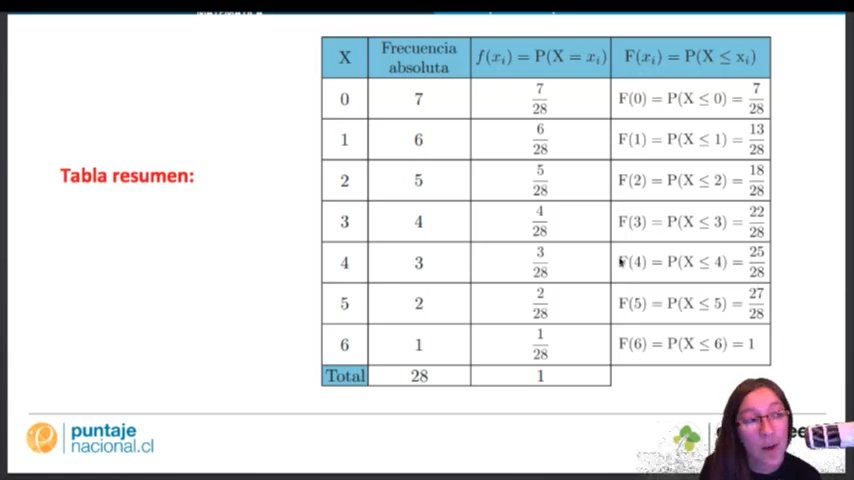 X Frecuencia absoluta f(xᵢ) = P(X = xᵢ) F(xᵢ) = P(X ≤ xᵢ)
0 7 7/28 F(0) = P(X ≤ 0) = 7/28
1 6 6/28 F(1) = P(X ≤ 1) = 13/28
Tabla resumen:
2 5 5/28 F(2) = P(X ≤ 2) = 18/28
3 4 4/28 F(3) = P(X ≤ 3) = 22/28
4 3 3/28 F(4) = P(X ≤ 4) = 25/28
5 2 2/28 F(5) = P(X ≤ 5) = 27/28
6 1 1/28 F(6) = P(X ≤ 6) = 1
Total 28 1
puntaje
nacional.cl